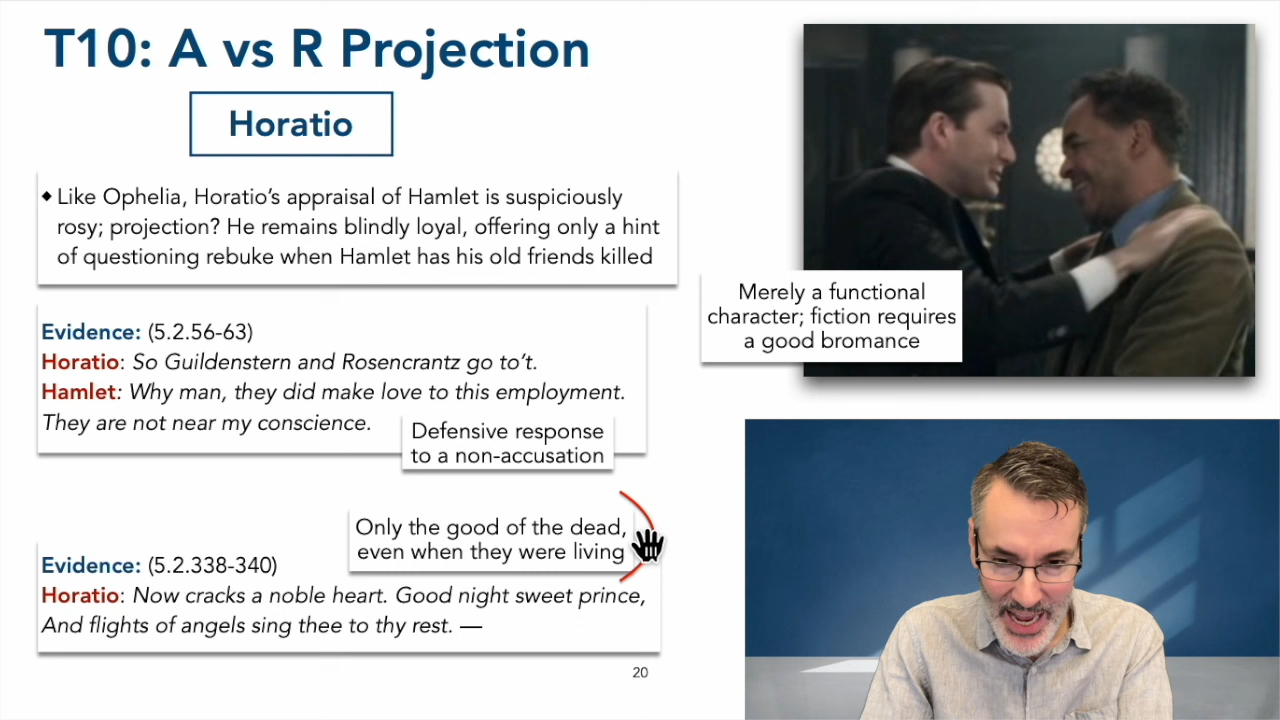 T10: A vs R Projection
Horatio
◆ Like Ophelia, Horatio’s appraisal of Hamlet is suspiciously
rosy; projection? He remains blindly loyal, offering only a hint
of questioning rebuke when Hamlet has his old friends killed
Merely a functional
character; fiction requires
a good bromance
Evidence: (5.2.56-63)
Horatio: So Guildenstern and Rosencrantz go to’t.
Hamlet: Why man, they did make love to this employment.
They are not near my conscience.
Defensive response
to a non-accusation
Only the good of the dead,
even when they were living
Evidence: (5.2.338-340)
Horatio: Now cracks a noble heart. Good night sweet prince,
And flights of angels sing thee to thy rest. —
20